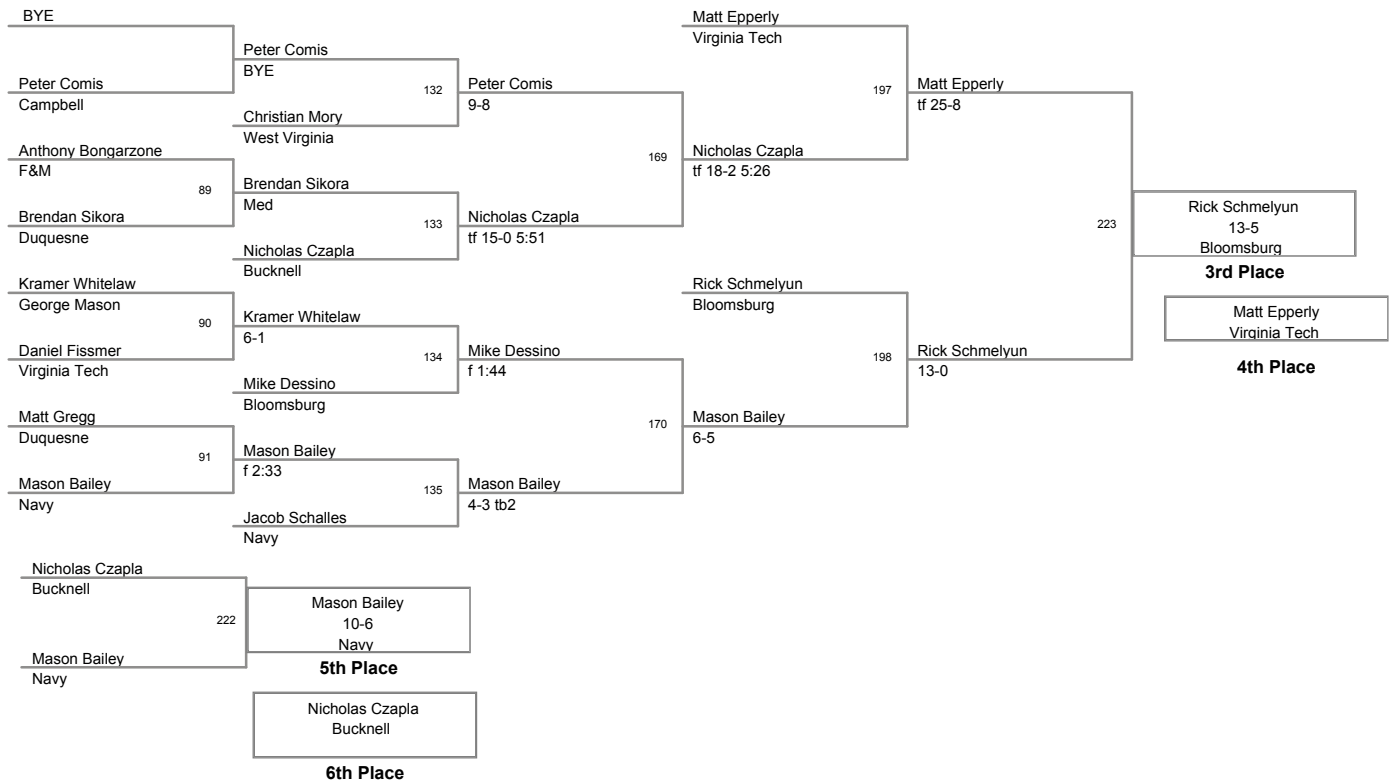 BYE
Peter Comis
Campbell
Anthony Bongarzone
F&M
89
Brendan Sikora
Duquesne
Kramer Whitelaw
George Mason
90
Daniel Fissmer
Virginia Tech
Matt Gregg
Duquesne
91
Mason Bailey
Navy
Peter Comis
BYE
132
Christian Mory
West Virginia
Brendan Sikora
Med
133
Nicholas Czapla
Bucknell
Kramer Whitelaw
6-1
134
Mike Dessino
Bloomsburg
Mason Bailey
f 2:33
135
Jacob Schalles
Navy
Peter Comis
9-8
169
Nicholas Czapla
tf 15-0 5:51
Mike Dessino
f 1:44
170
Mason Bailey
4-3 tb2
Matt Epperly
Virginia Tech
197
Nicholas Czapla
tf 18-2 5:26
Rick Schmelyun
Bloomsburg
198
Mason Bailey
6-5
Matt Epperly
tf 25-8
223
Rick Schmelyun
13-0
Rick Schmelyun
13-5
Bloomsburg
3rd Place
Matt Epperly
Virginia Tech
4th Place
Nicholas Czapla
Bucknell
222
Mason Bailey
Navy
Mason Bailey
10-6
Navy
5th Place
Nicholas Czapla
Bucknell
6th Place